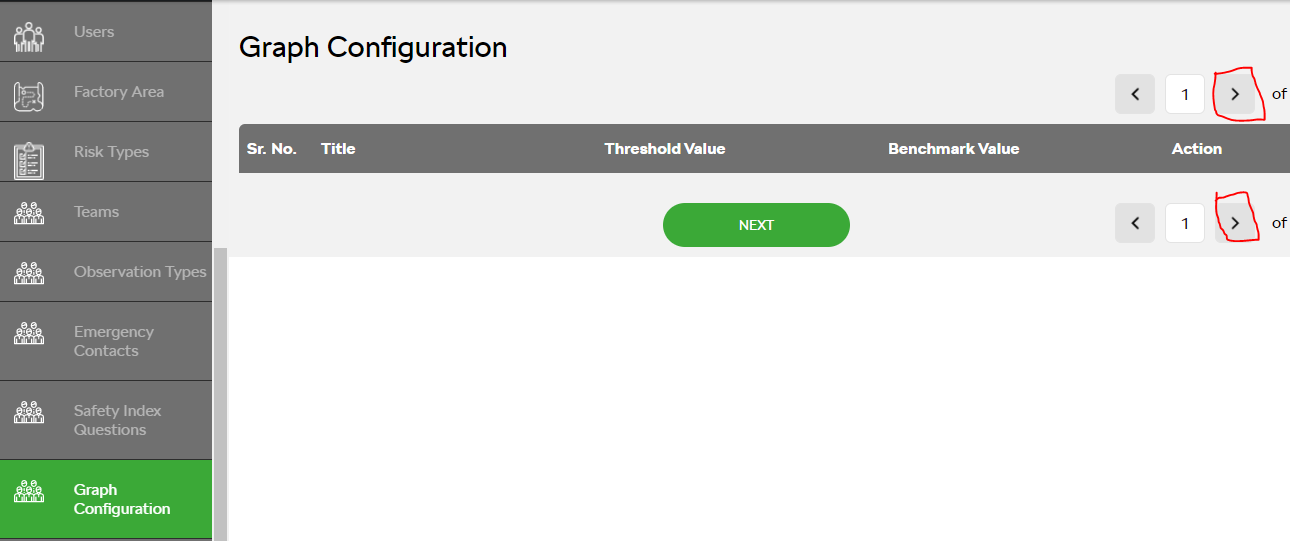 Users
Factory Area
Risk Types
Teams
Observation Types
Emergency
Contacts
Safety Index
Questions
Graph
Configuration
Graph Configuration
1 of
Sr. No. Title Threshold Value Benchmark Value Action
NEXT 1 of